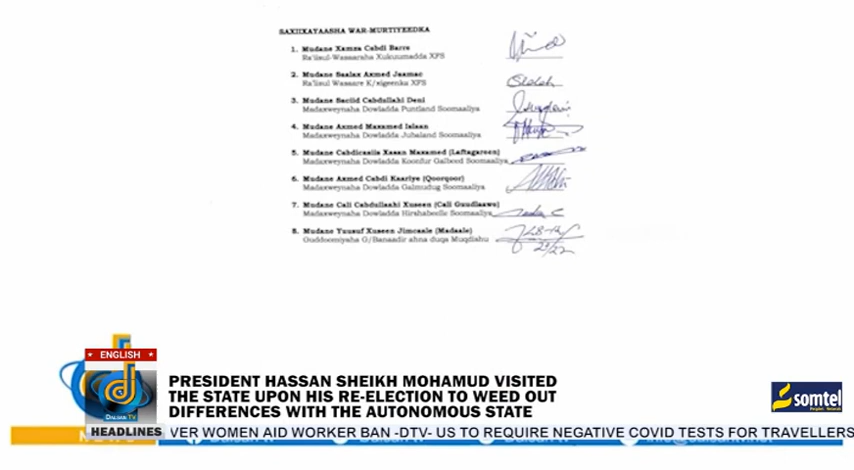 SAXIIXAYAASHA WAR-MURTIYEEDKA
1. Mudane Xamza Cabdi Barre
Ra'iisul-Wasaaraha Xukuumadda XFS
2. Mudane Saalax Axmed Jaamac
Ra'iisul Wasaare K/xigeenka XFS
3. Mudane Saciid Cabdullahi Deni
Madaxweynaha Dowladda Puntland Soomaaliya
4. Mudane Axmed Maxamed Islaan
Madaxweynaha Dowladda Jubaland Soomaaliya
5. Mudane Cabdicasiis Xasan Maxamed (Laftagareen)
Madaxweynaha Dowladda Koonfur Galbeed Soomaaliya
6. Mudane Axmed Cabdi Kaariye (Qoorqoor)
Madaxweynaha Dowladda Galmudug Soomaaliya
7. Mudane Cali Cabdullaahi Xuseen (Cali Guudlaawe)
Madaxweynaha Dowladda Hirshabeelle Soomaaliya
8. Mudane Yuusuf Xuseen Jimcaale (Madaale)
Guddoomiyaha G/Banaadir ahna duqa Muqdishu
ENGLISH
DALSAN TV
PRESIDENT HASSAN SHEIKH MOHAMUD VISITED
THE STATE UPON HIS RE-ELECTION TO WEED OUT
DIFFERENCES WITH THE AUTONOMOUS STATE
somtel
HEADLINES
VER WOMEN AID WORKER BAN -DTV- US TO REQUIRE NEGATIVE COVID TESTS FOR TRAVELLERS